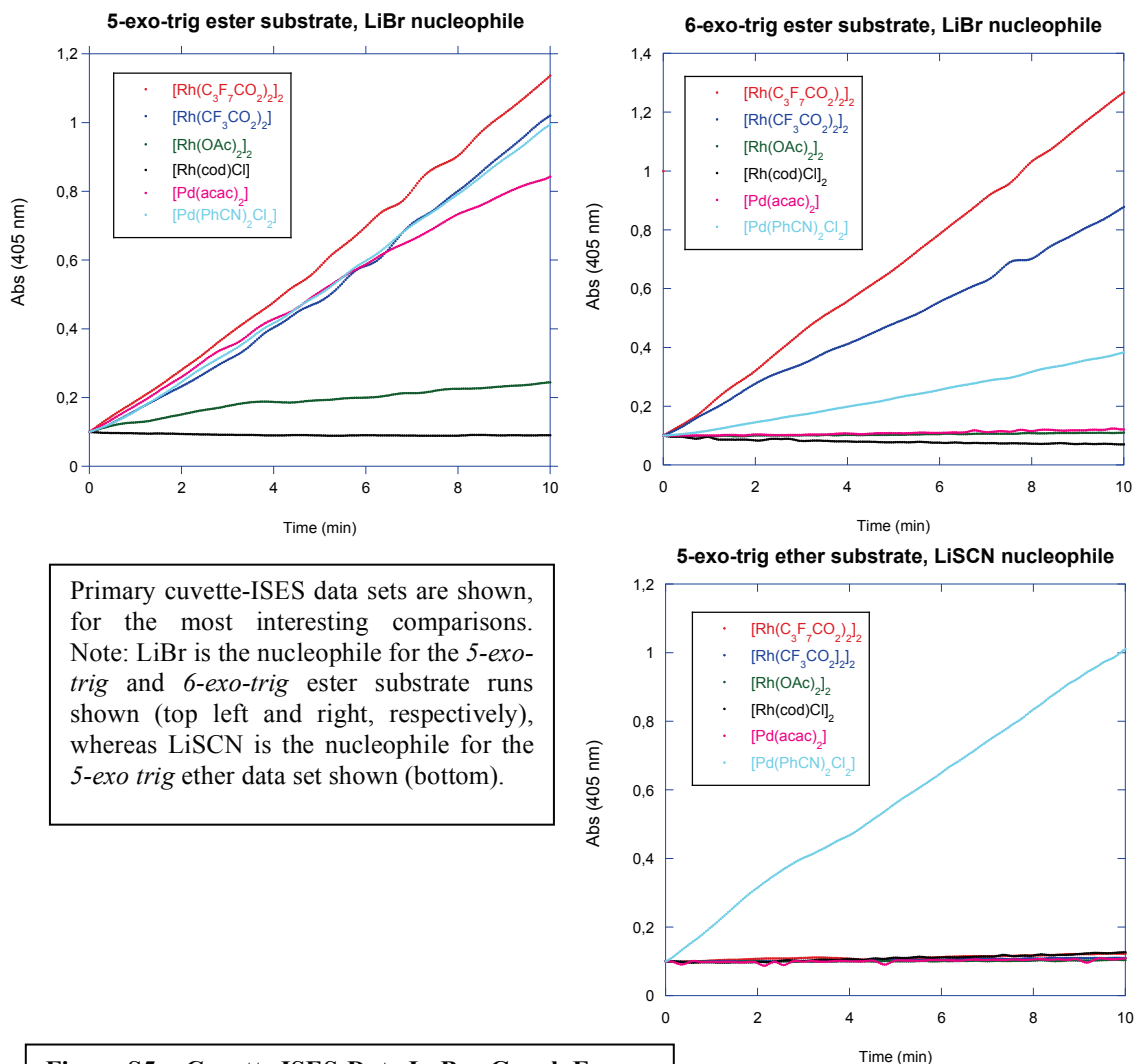 5-exo-trig ester substrate, LiBr nucleophile
1,2
1
0,8
0,6
0,4
0,2
0
Abs (405 nm)
[Rh(C3F7CO2)2]2
[Rh(CF3CO2)2]
[Rh(OAc)2]2
[Rh(cod)Cl]
[Pd(acac)2]
[Pd(PhCN)2Cl2]
0 2 4 6 8 10
Time (min)
6-exo-trig ester substrate, LiBr nucleophile
1,4
1,2
1
0,8
0,6
0,4
0,2
0
Abs (405 nm)
[Rh(C3F7CO2)2]2
[Rh(CF3CO2)2]2
[Rh(OAc)2]2
[Rh(cod)Cl]2
[Pd(acac)2]
[Pd(PhCN)2Cl2]
0 2 4 6 8 10
Time (min)
Primary cuvette-ISES data sets are shown,
for the most interesting comparisons.
Note: LiBr is the nucleophile for the 5-exo-
trig and 6-exo-trig ester substrate runs
shown (top left and right, respectively),
whereas LiSCN is the nucleophile for the
5-exo trig ether data set shown (bottom).
5-exo-trig ether substrate, LiSCN nucleophile
1,2
1
0,8
0,6
0,4
0,2
0
Abs (405 nm)
[Rh(C3F7CO2)2]2
[Rh(CF3CO2]2]2
[Rh(OAc)2]2
[Rh(cod)Cl]2
[Pd(acac)2]
[Pd(PhCN)2Cl2]
0 2 4 6 8 10
Time (min)